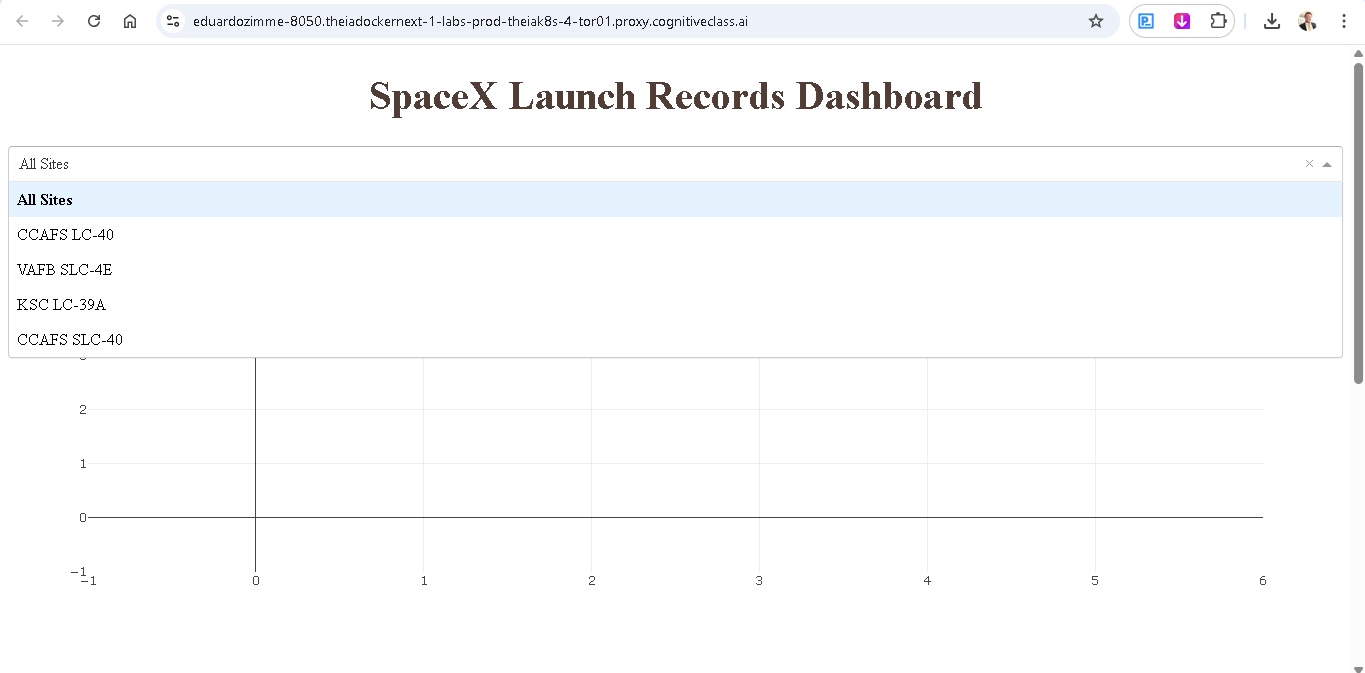 eduardozimme-8050.theiadockernext-1-labs-prod-theiak8s-4-tor01.proxy.cognitiveclass.ai
SpaceX Launch Records Dashboard
All Sites
All Sites
CCAFS LC-40
VAFB SLC-4E
KSC LC-39A
CCAFS SLC-40
2
1
0
−1
−1 0 1 2 3 4 5 6